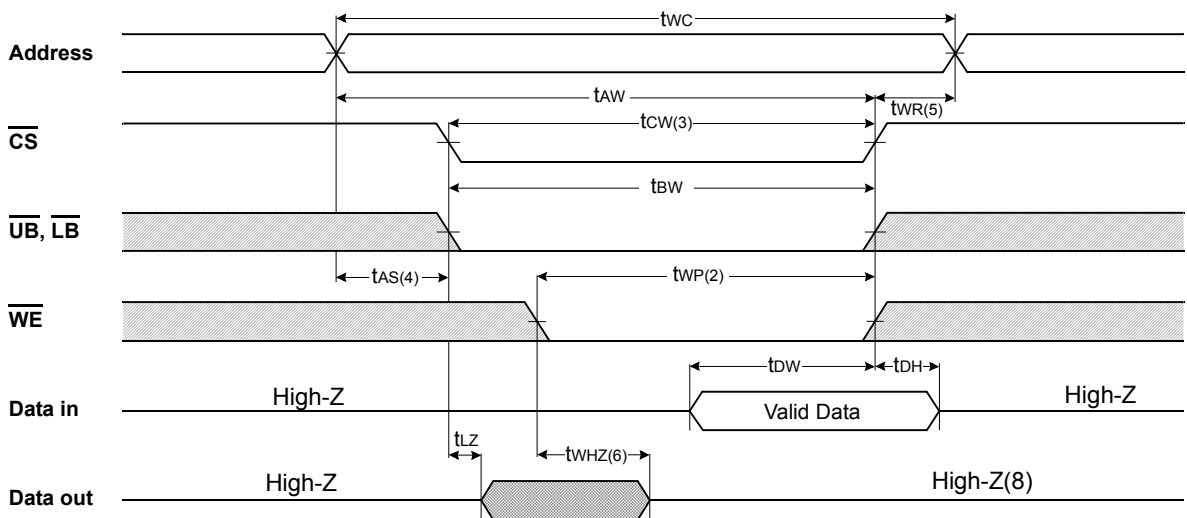 tWC
Address
tAW
tWR(5)
CS
tCW(3)
tBW
UB, LB
tAS(4)
tWP(2)
WE
tDW
tDH
Data in
High-Z
Valid Data
High-Z
tLZ
tWHZ(6)
Data out
High-Z
High-Z(8)